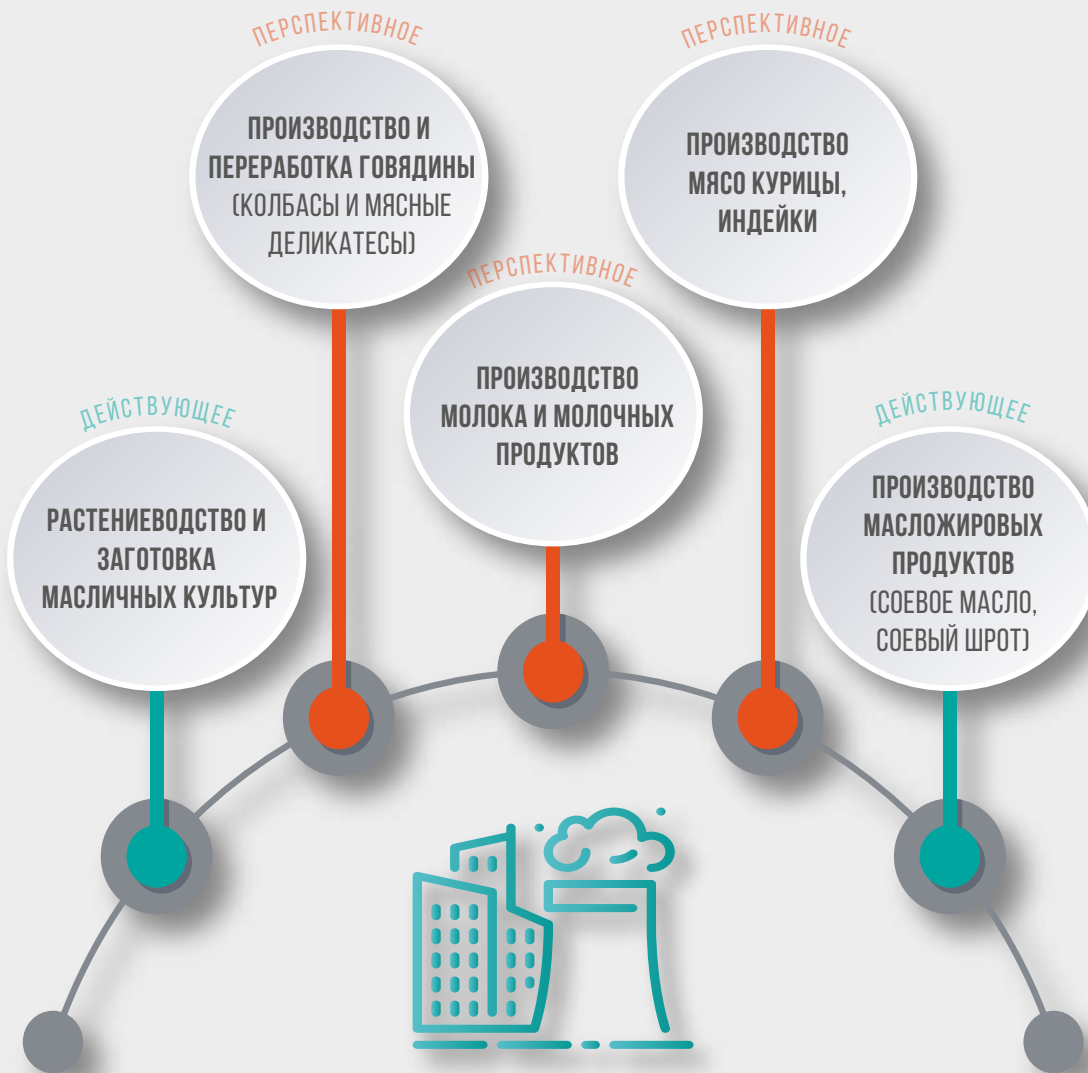 ПЕРСПЕКТИВНОЕ
ПРОИЗВОДСТВО И
ПЕРЕРАБОТКА ГОВЯДИНЫ
(КОЛБАСЫ И МЯСНЫЕ
ДЕЛИКАТЕСЫ)
ПЕРСПЕКТИВНОЕ
ПРОИЗВОДСТВО
МЯСО КУРИЦЫ,
ИНДЕЙКИ
ПЕРСПЕКТИВНОЕ
ПРОИЗВОДСТВО
МОЛОКА И МОЛОЧНЫХ
ПРОДУКТОВ
ДЕЙСТВУЮЩЕЕ
РАСТЕНИЕВОДСТВО И
ЗАГОТОВКА
МАСЛИЧНЫХ КУЛЬТУР
ДЕЙСТВУЮЩЕЕ
ПРОИЗВОДСТВО
МАСЛОЖИРОВЫХ
ПРОДУКТОВ
(СОЕВОЕ МАСЛО,
СОЕВЫЙ ШРОТ)